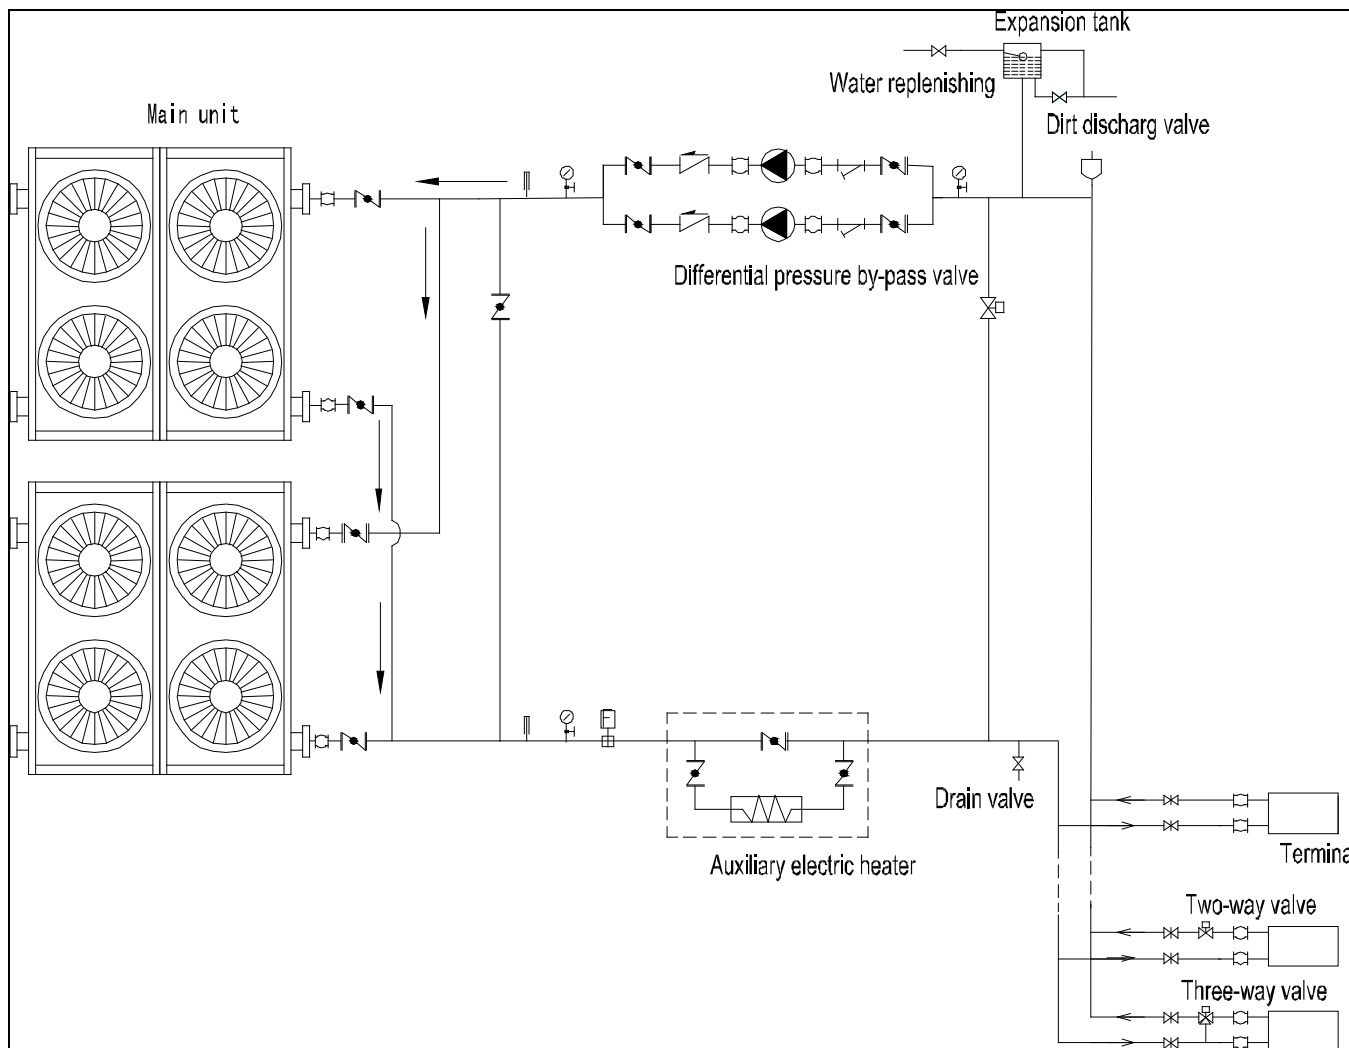 Expansion tank
Water replenishing
Main unit
Dirt discharg valve
Differential pressure by-pass valve
Drain valve
Termina
Auxiliary electric heater
Two-way valve
Three-way valve